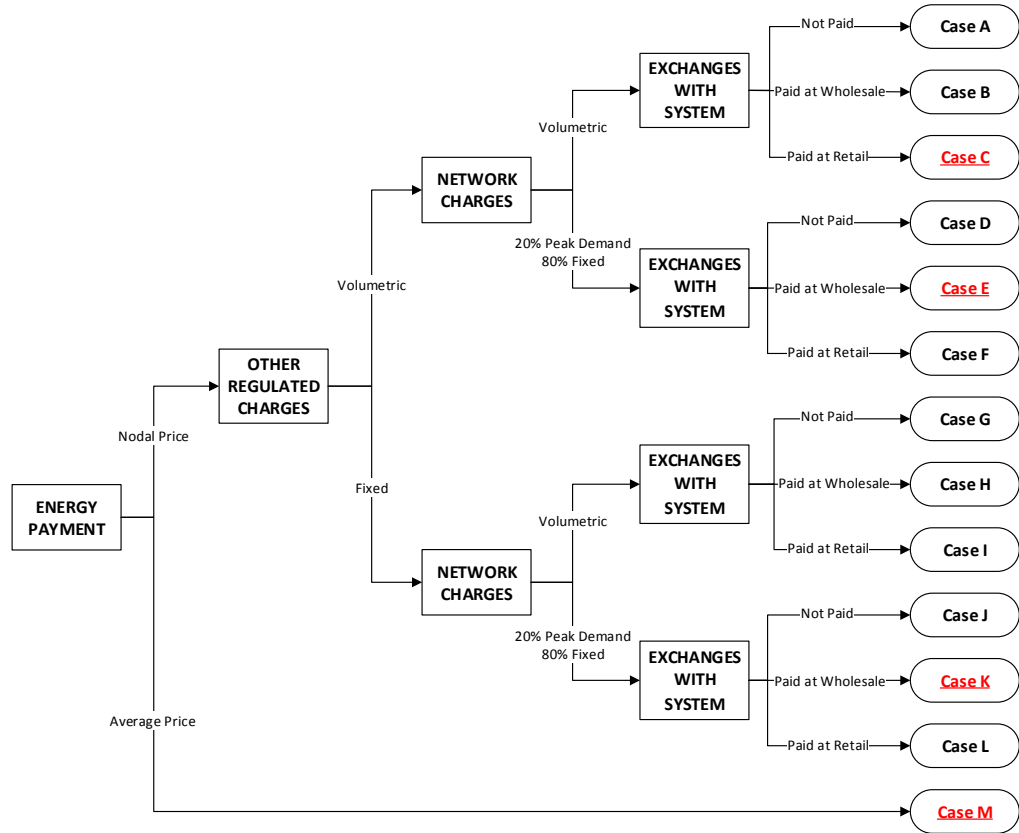 Not Paid
Case A
EXCHANGES
WITH
SYSTEM
Paid at Wholesale
Case B
Volumetric
Paid at Retail
Case C
NETWORK
CHARGES
Not Paid
Case D
20% Peak Demand
80% Fixed
EXCHANGES
WITH
SYSTEM
Paid at Wholesale
Case E
Volumetric
Paid at Retail
Case F
OTHER
REGULATED
CHARGES
Not Paid
Case G
Nodal Price
EXCHANGES
WITH
SYSTEM
Paid at Wholesale
Case H
Fixed
ENERGY
PAYMENT
Volumetric
Paid at Retail
Case I
NETWORK
CHARGES
Not Paid
Case J
20% Peak Demand
80% Fixed
EXCHANGES
WITH
SYSTEM
Paid at Wholesale
Case K
Average Price
Paid at Retail
Case L
Case M